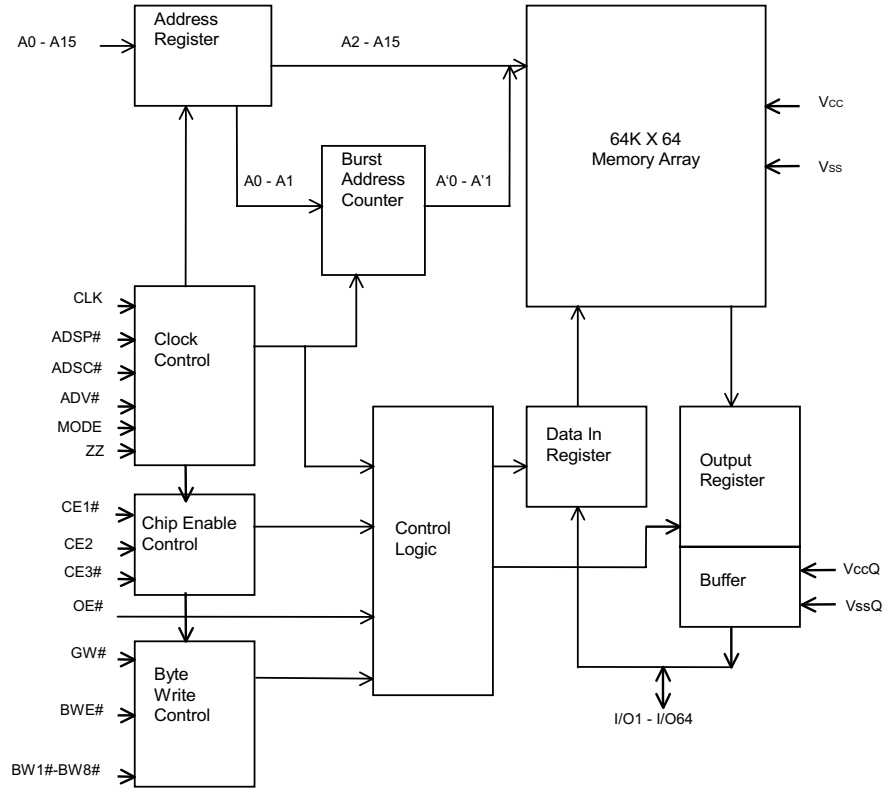 Address
Register
A0 - A15
A2 - A15
64K X 64
Memory Array
Vcc
Vss
Burst
Address
Counter
A0 - A1
A'0 - A'1
CLK
ADSP#
ADSC#
ADV#
MODE
ZZ
Clock
Control
Data In
Register
Output
Register
CE1#
CE2
CE3#
Chip Enable
Control
Control
Logic
OE#
Buffer
VccQ
VssQ
GW#
BWE#
BW1#-BW8#
Byte
Write
Control
I/O1 - I/O64